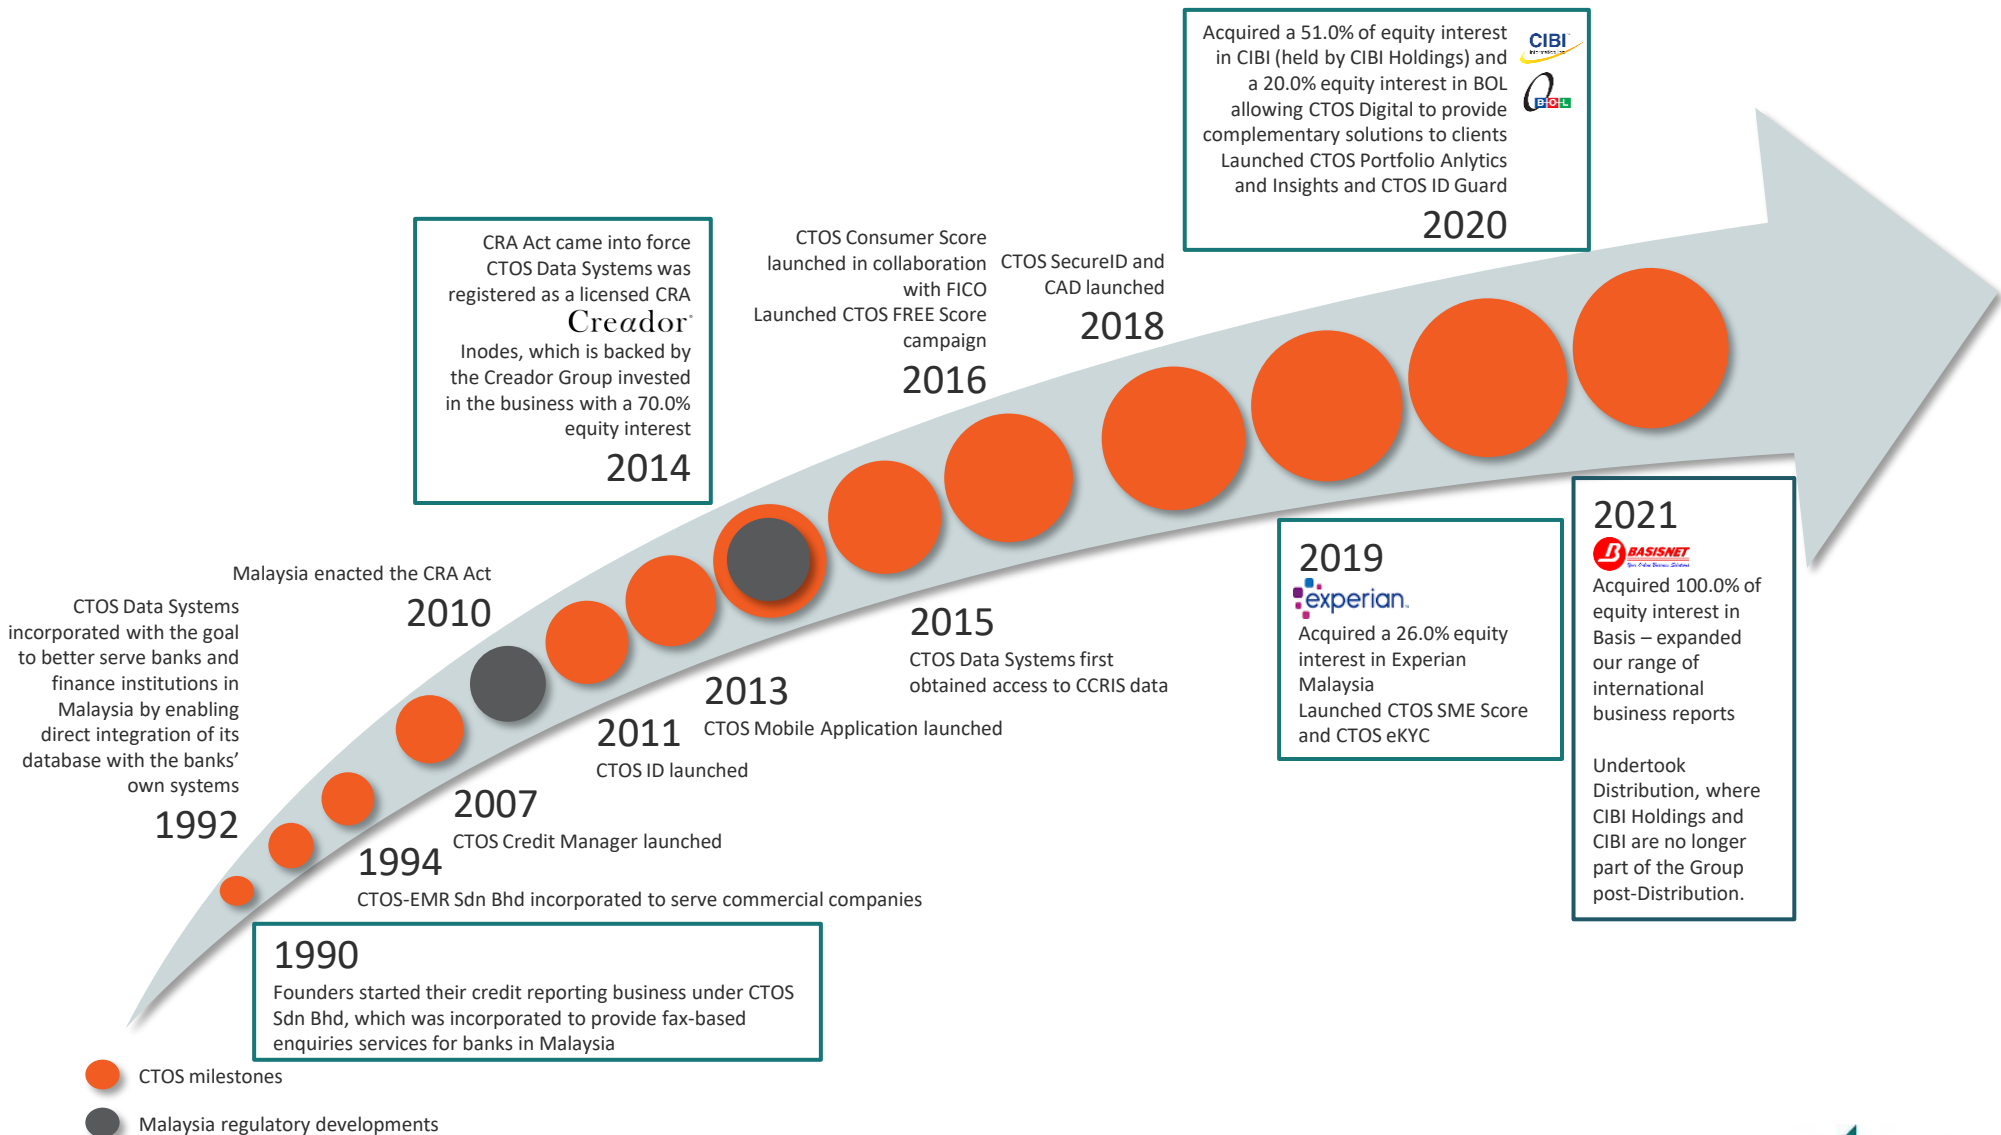 Acquired a 51.0% of equity interest
in CIBI (held by CIBI Holdings) and
a 20.0% equity interest in BOL
allowing CTOS Digital to provide
complementary solutions to clients
Launched CTOS Portfolio Anlytics
and Insights and CTOS ID Guard
2020
CIBI
B-O-L
CRA Act came into force
CTOS Data Systems was
registered as a licensed CRA
Creador
Inodes, which is backed by
the Creador Group invested
in the business with a 70.0%
equity interest
2014
CTOS Consumer Score
launched in collaboration
with FICO
Launched CTOS FREE Score
campaign
2016
CTOS SecureID and
CAD launched
2018
Malaysia enacted the CRA Act
2010
CTOS Data Systems
incorporated with the goal
to better serve banks and
finance institutions in
Malaysia by enabling
direct integration of its
database with the banks'
own systems
1992
2021
B BASISNET
Your Online Business Solutions
Acquired 100.0% of
equity interest in
Basis – expanded
our range of
international
business reports
Undertook
Distribution, where
CIBI Holdings and
CIBI are no longer
part of the Group
post-Distribution.
2019
experian
Acquired a 26.0% equity
interest in Experian
Malaysia
Launched CTOS SME Score
and CTOS eKYC
2015
CTOS Data Systems first
obtained access to CCRIS data
2013
CTOS Mobile Application launched
2011
CTOS ID launched
2007
CTOS Credit Manager launched
1994
CTOS-EMR Sdn Bhd incorporated to serve commercial companies
1990
Founders started their credit reporting business under CTOS
Sdn Bhd, which was incorporated to provide fax-based
enquiries services for banks in Malaysia
CTOS milestones
Malaysia regulatory developments